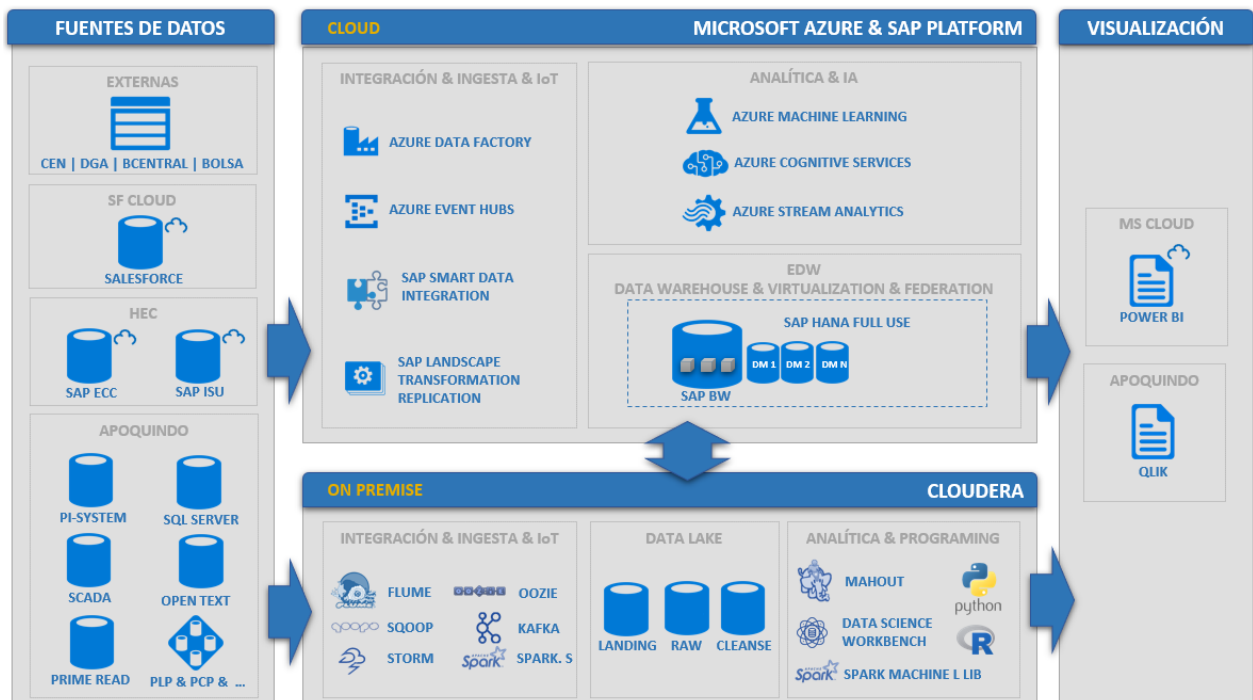 FUENTES DE DATOS
EXTERNAS
CEN | DGA | BCENTRAL | BOLSA
SF CLOUD
SALESFORCE
HEC
SAP ECC
SAP ISU
APOQUINDO
PI-SYSTEM
SQL SERVER
SCADA
OPEN TEXT
PRIME READ
PLP & PCP & ...
CLOUD
MICROSOFT AZURE & SAP PLATFORM
INTEGRACIÓN & INGESTA & IoT
AZURE DATA FACTORY
AZURE EVENT HUBS
SAP SMART DATA
INTEGRATION
SAP LANDSCAPE
TRANSFORMATION
REPLICATION
ANALÍTICA & IA
AZURE MACHINE LEARNING
AZURE COGNITIVE SERVICES
AZURE STREAM ANALYTICS
EDW
DATA WAREHOUSE & VIRTUALIZATION & FEDERATION
SAP HANA FULL USE
DM 1
DM 2
DM N
SAP BW
ON PREMISE
CLOUDERA
INTEGRACIÓN & INGESTA & IoT
FLUME
OOZIE
OOZIE
SQOOP
KAFKA
STORM
Spark
SPARK. S
DATA LAKE
LANDING
RAW
CLEANSE
ANALÍTICA & PROGRAMING
MAHOUT
python
DATA SCIENCE
WORKBENCH
R
Spark
SPARK MACHINE L LIB
VISUALIZACIÓN
MS CLOUD
POWER BI
APOQUINDO
QLIK